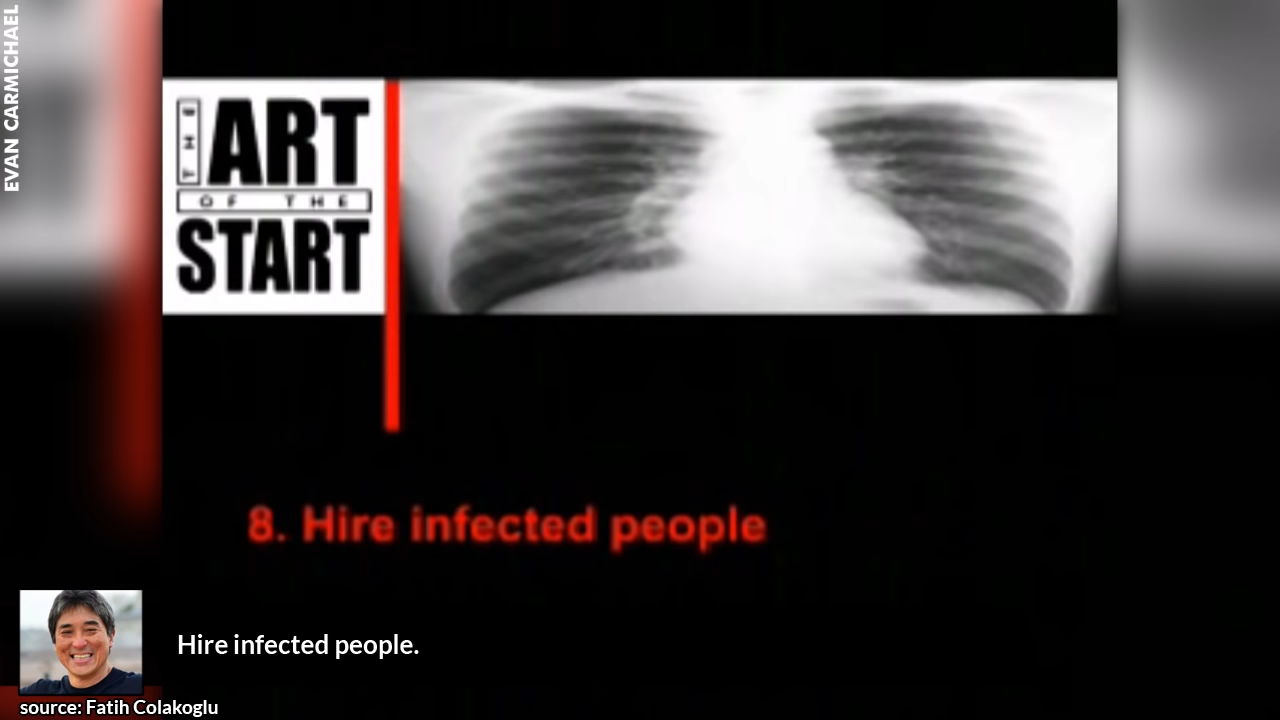 EVAN CARMICHAEL
THE
ART
OF THE
START
8. Hire infected people
Hire infected people.
source: Fatih Colakoglu